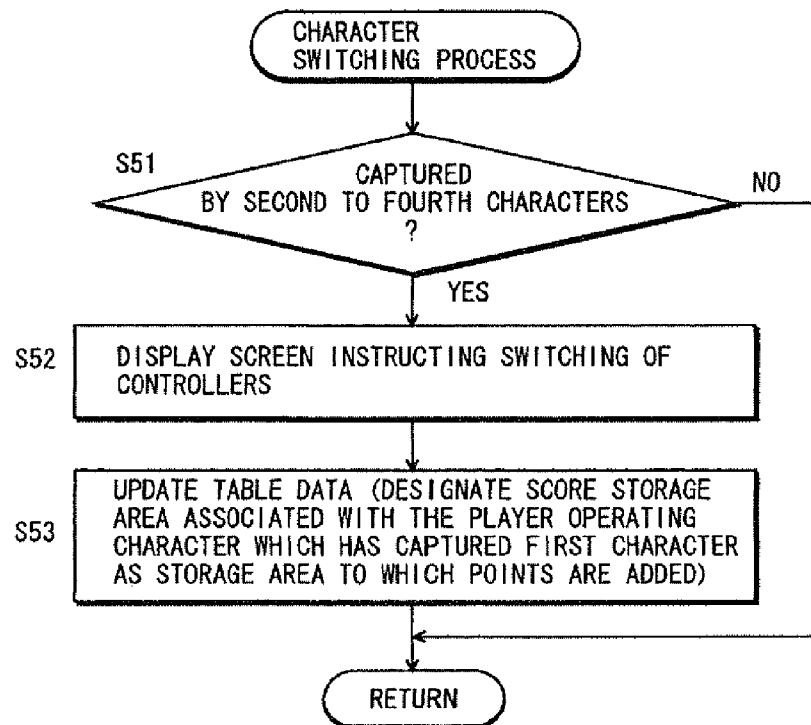 CHARACTER
SWITCHING PROCESS
S51
CAPTURED
BY SECOND TO FOURTH CHARACTERS
?
NO
YES
S52
DISPLAY SCREEN INSTRUCTING SWITCHING OF
CONTROLLERS
S53
UPDATE TABLE DATA (DESIGNATE SCORE STORAGE
AREA ASSOCIATED WITH THE PLAYER OPERATING
CHARACTER WHICH HAS CAPTURED FIRST CHARACTER
AS STORAGE AREA TO WHICH POINTS ARE ADDED)
RETURN